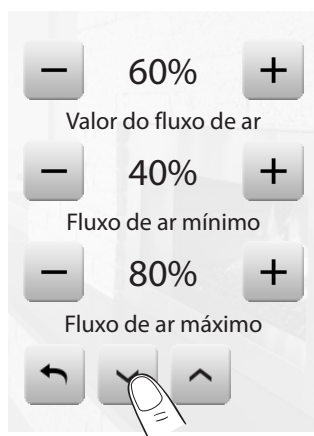 − 60% +
Valor do fluxo de ar
− 40% +
Fluxo de ar mínimo
− 80% +
Fluxo de ar máximo